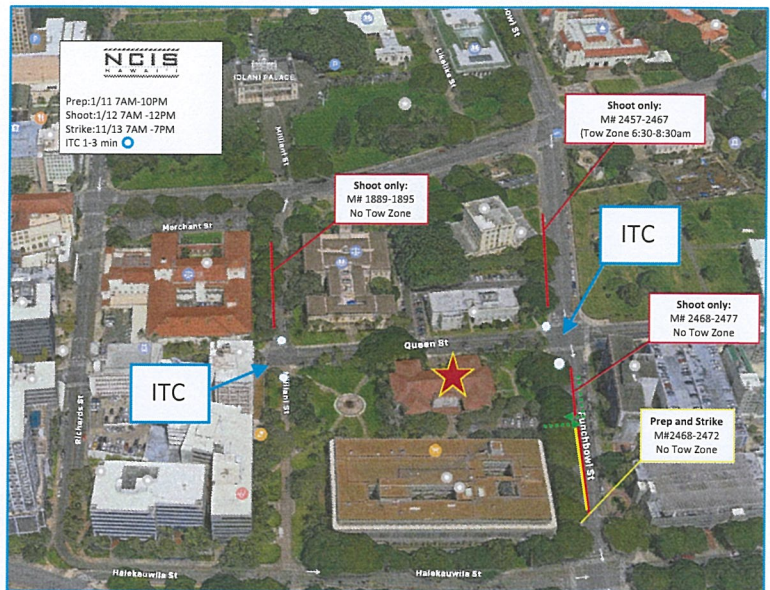 NCIS
HAWAI'I
Prep:1/11 7AM-10PM
Shoot:1/12 7AM -12PM
Strike:11/13 7AM -7PM
ITC 1-3 min
IOLANI PALACE
Likelike St
Mililani St
Shoot only:
M# 2457-2467
(Tow Zone 6:30-8:30am
Shoot only:
M# 1889-1895
No Tow Zone
Merchant St
ITC
Shoot only:
M# 2468-2477
No Tow Zone
Queen St
ITC
Mililani St
Richards St
Punchbowl St
Prep and Strike
M#2468-2472
No Tow Zone
Halekauwila St
Halekauwila St